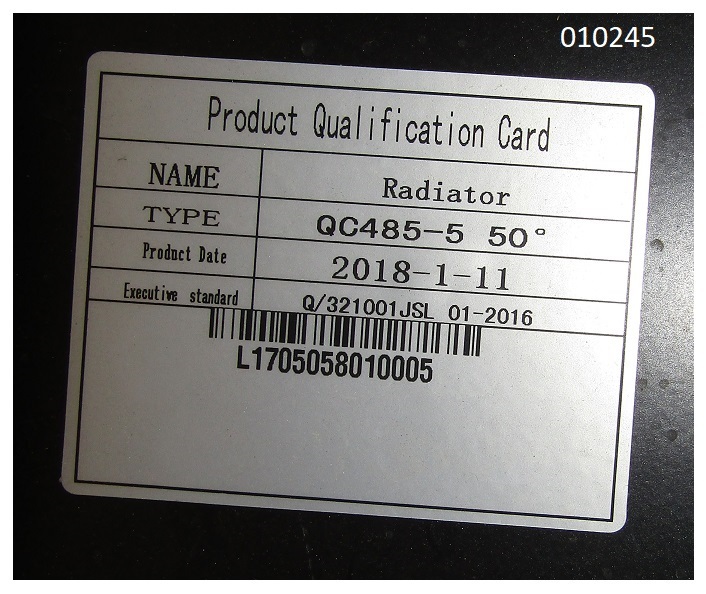 010245
Product Qualification Card
NAME Radiator
TYPE QC485-5 50°
Product Date 2018-1-11
Executive standard Q/321001JSL 01-2016
L1705058010005